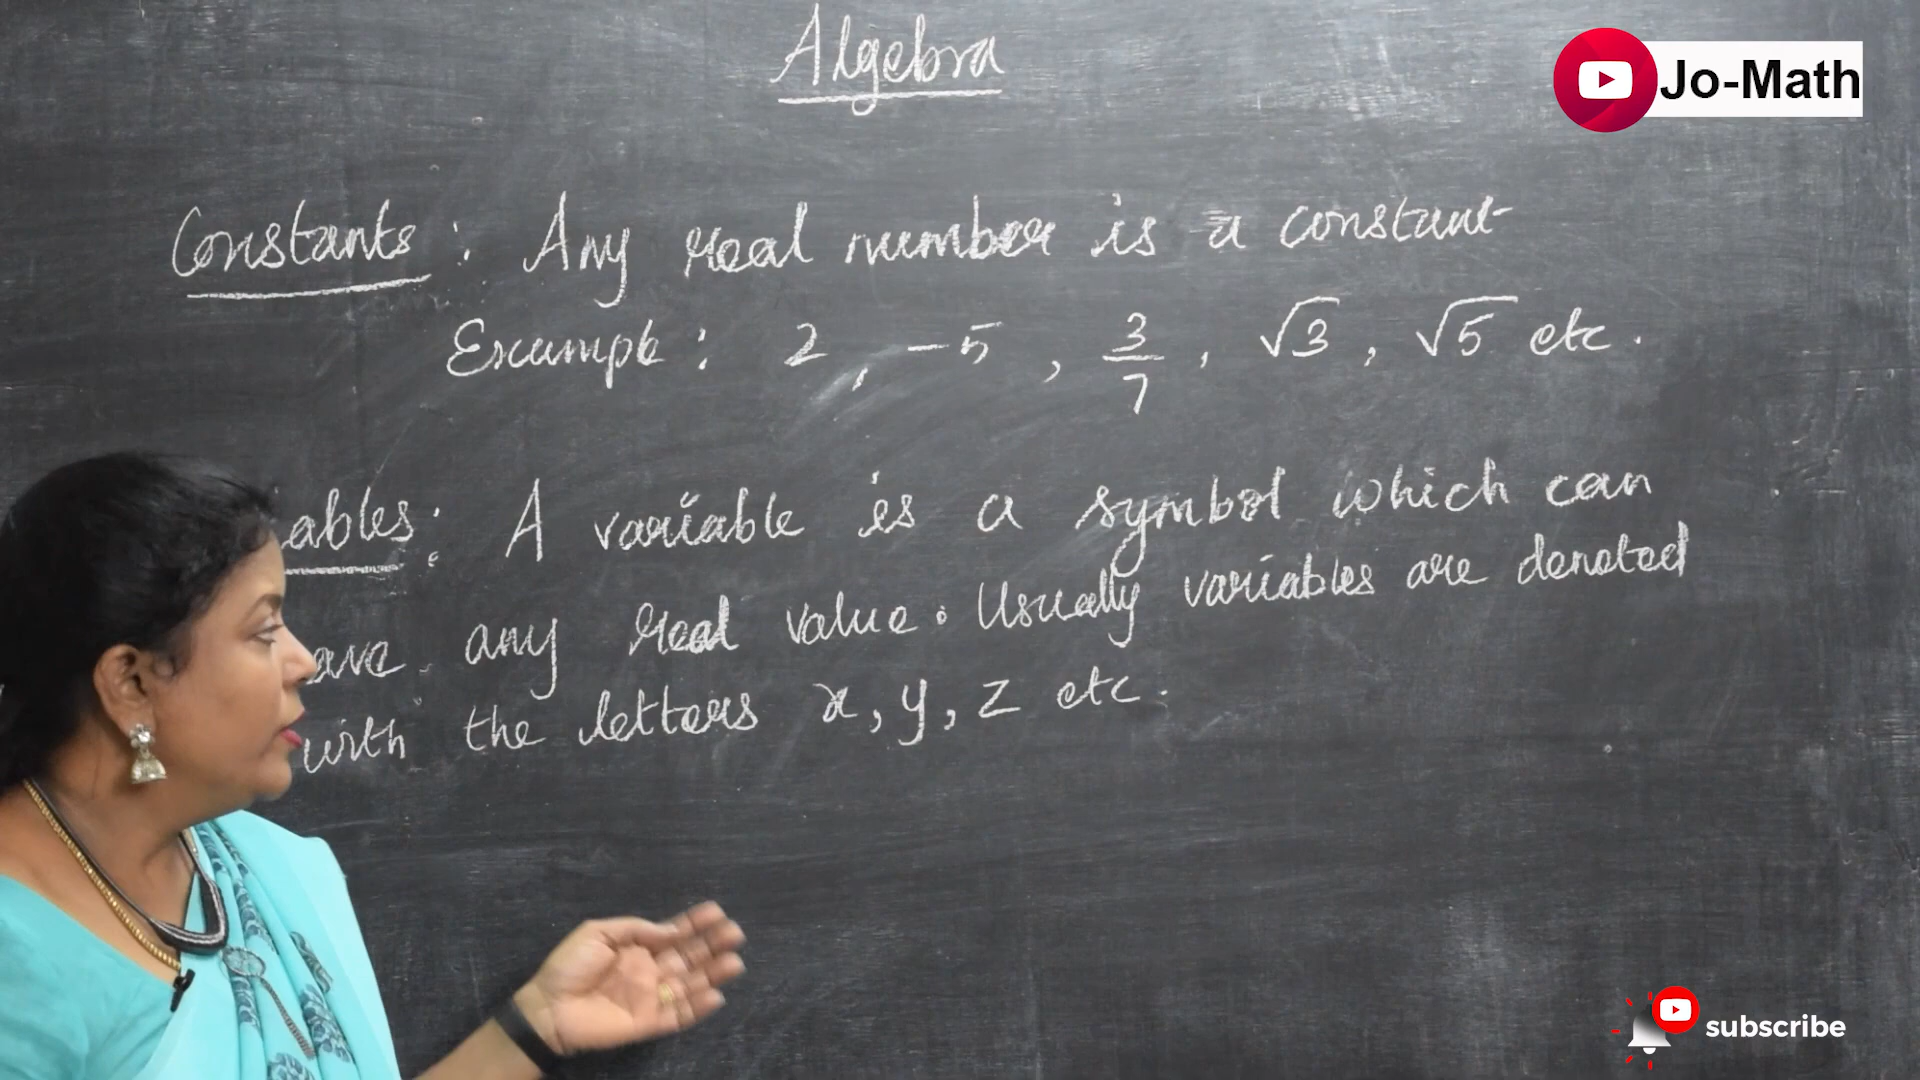 Algebra
Jo-Math
Constants : Any real number is a constant
Example : 2 , -5 , 3/7 , √3 , √5 etc.
ables : A variable is a symbol which can
ave any real value. Usually variables are denoted
with the letters x, y, z etc.
subscribe